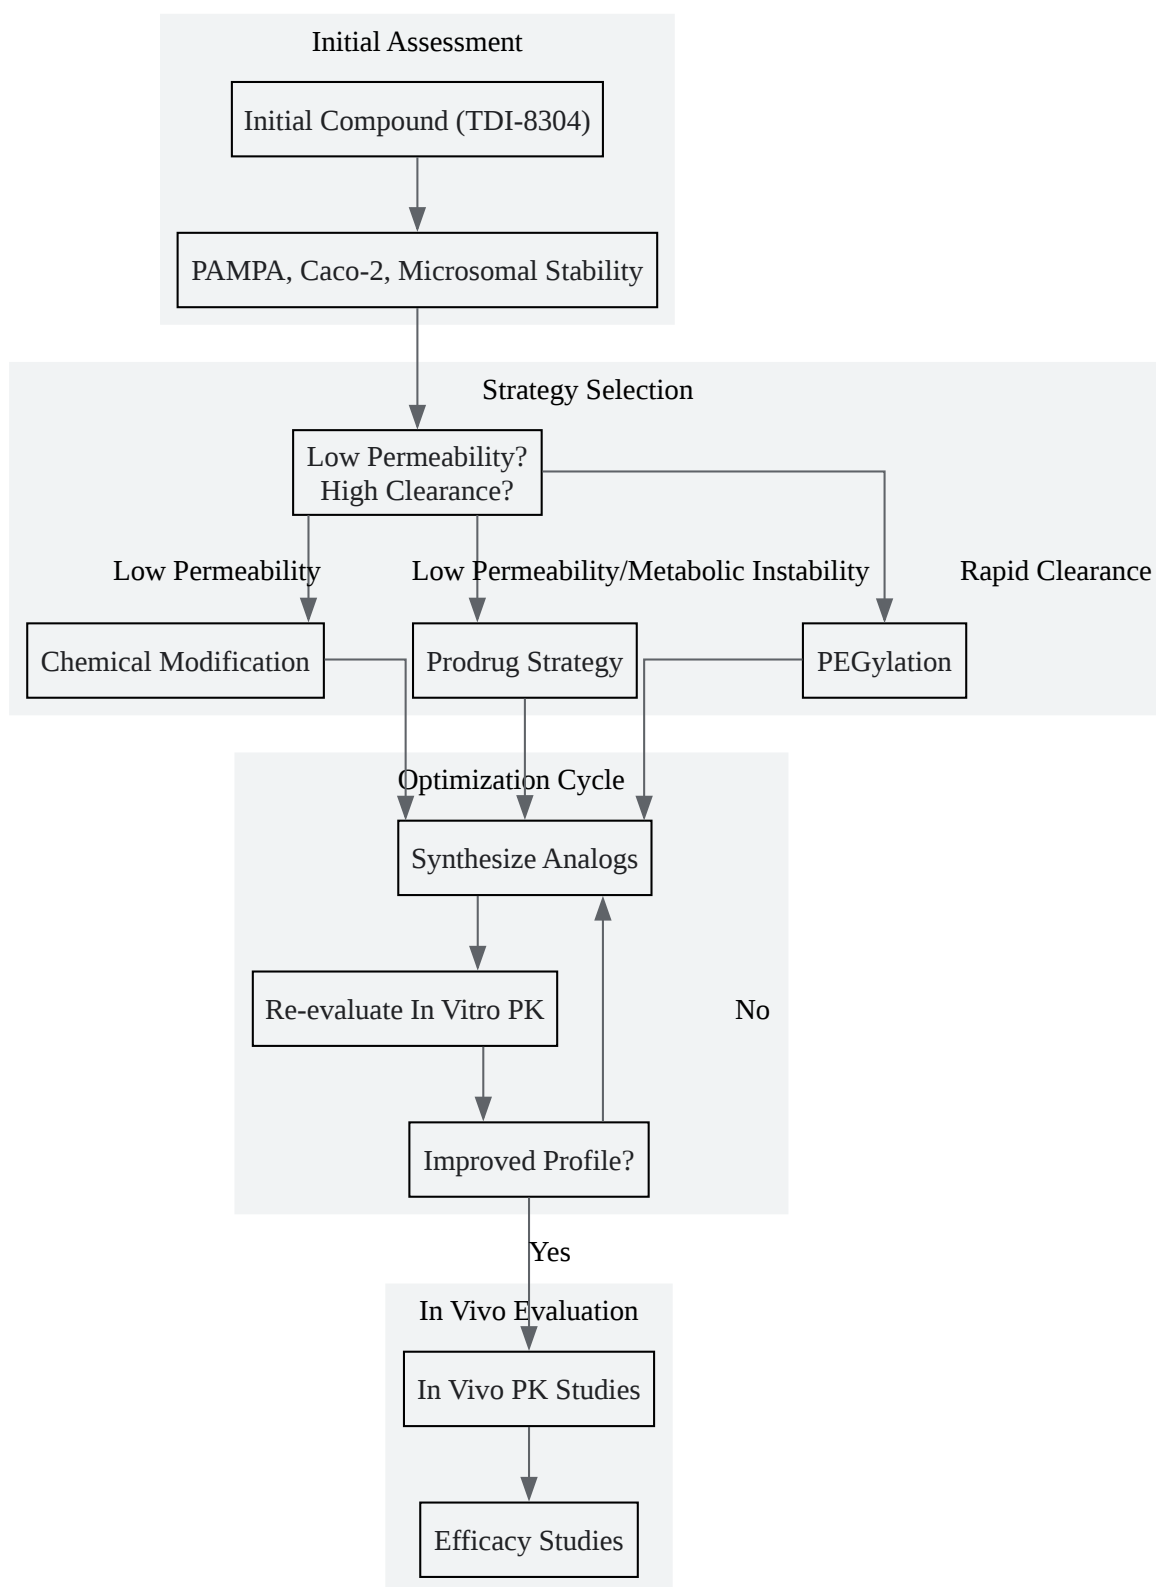 Initial Assessment
Initial Compound (TDI-8304)
PAMPA, Caco-2, Microsomal Stability
Strategy Selection
Low Permeability?
High Clearance?
Low Permeability
Low Permeability/Metabolic Instability
Rapid Clearance
Chemical Modification
Prodrug Strategy
PEGylation
Optimization Cycle
Synthesize Analogs
Re-evaluate In Vitro PK
No
Improved Profile?
Yes
In Vivo Evaluation
In Vivo PK Studies
Efficacy Studies